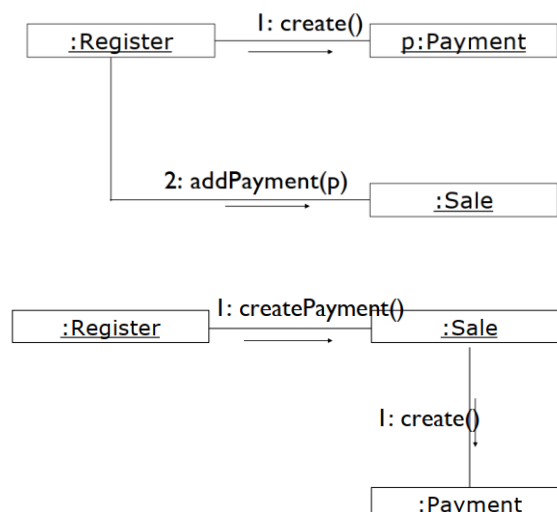 1: create()
:Register
p:Payment
2: addPayment(p)
:Sale
1: createPayment()
:Register
:Sale
1: create()
:Payment